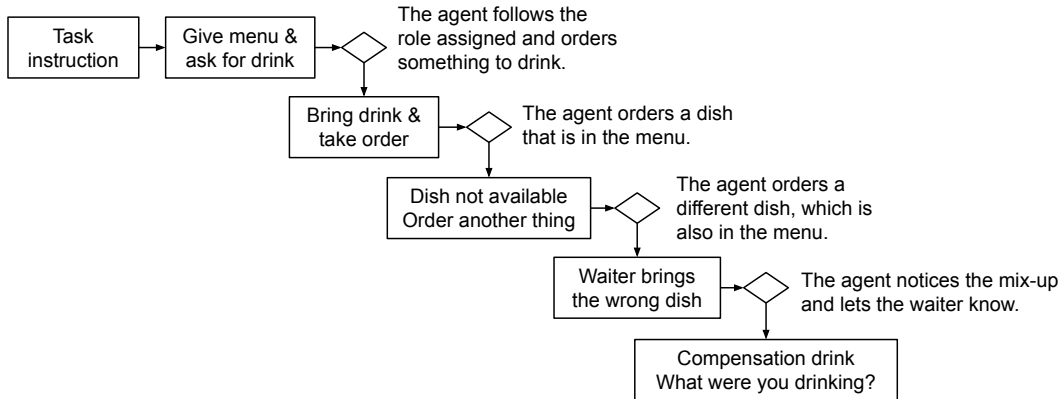 Task
instruction
Give menu &
ask for drink
The agent follows the
role assigned and orders
something to drink.
Bring drink &
take order
The agent orders a dish
that is in the menu.
Dish not available
Order another thing
The agent orders a
different dish, which is
also in the menu.
Waiter brings
the wrong dish
The agent notices the mix-up
and lets the waiter know.
Compensation drink
What were you drinking?